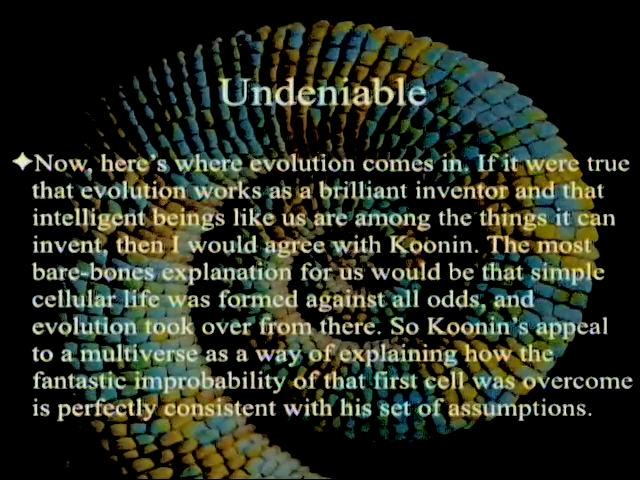 Undeniable
✦Now, here's where evolution comes in. If it were true
that evolution works as a brilliant inventor and that
intelligent beings like us are among the things it can
invent, then I would agree with Koonin. The most
bare-bones explanation for us would be that simple
cellular life was formed against all odds, and
evolution took over from there. So Koonin's appeal
to a multiverse as a way of explaining how the
fantastic improbability of that first cell was overcome
is perfectly consistent with his set of assumptions.